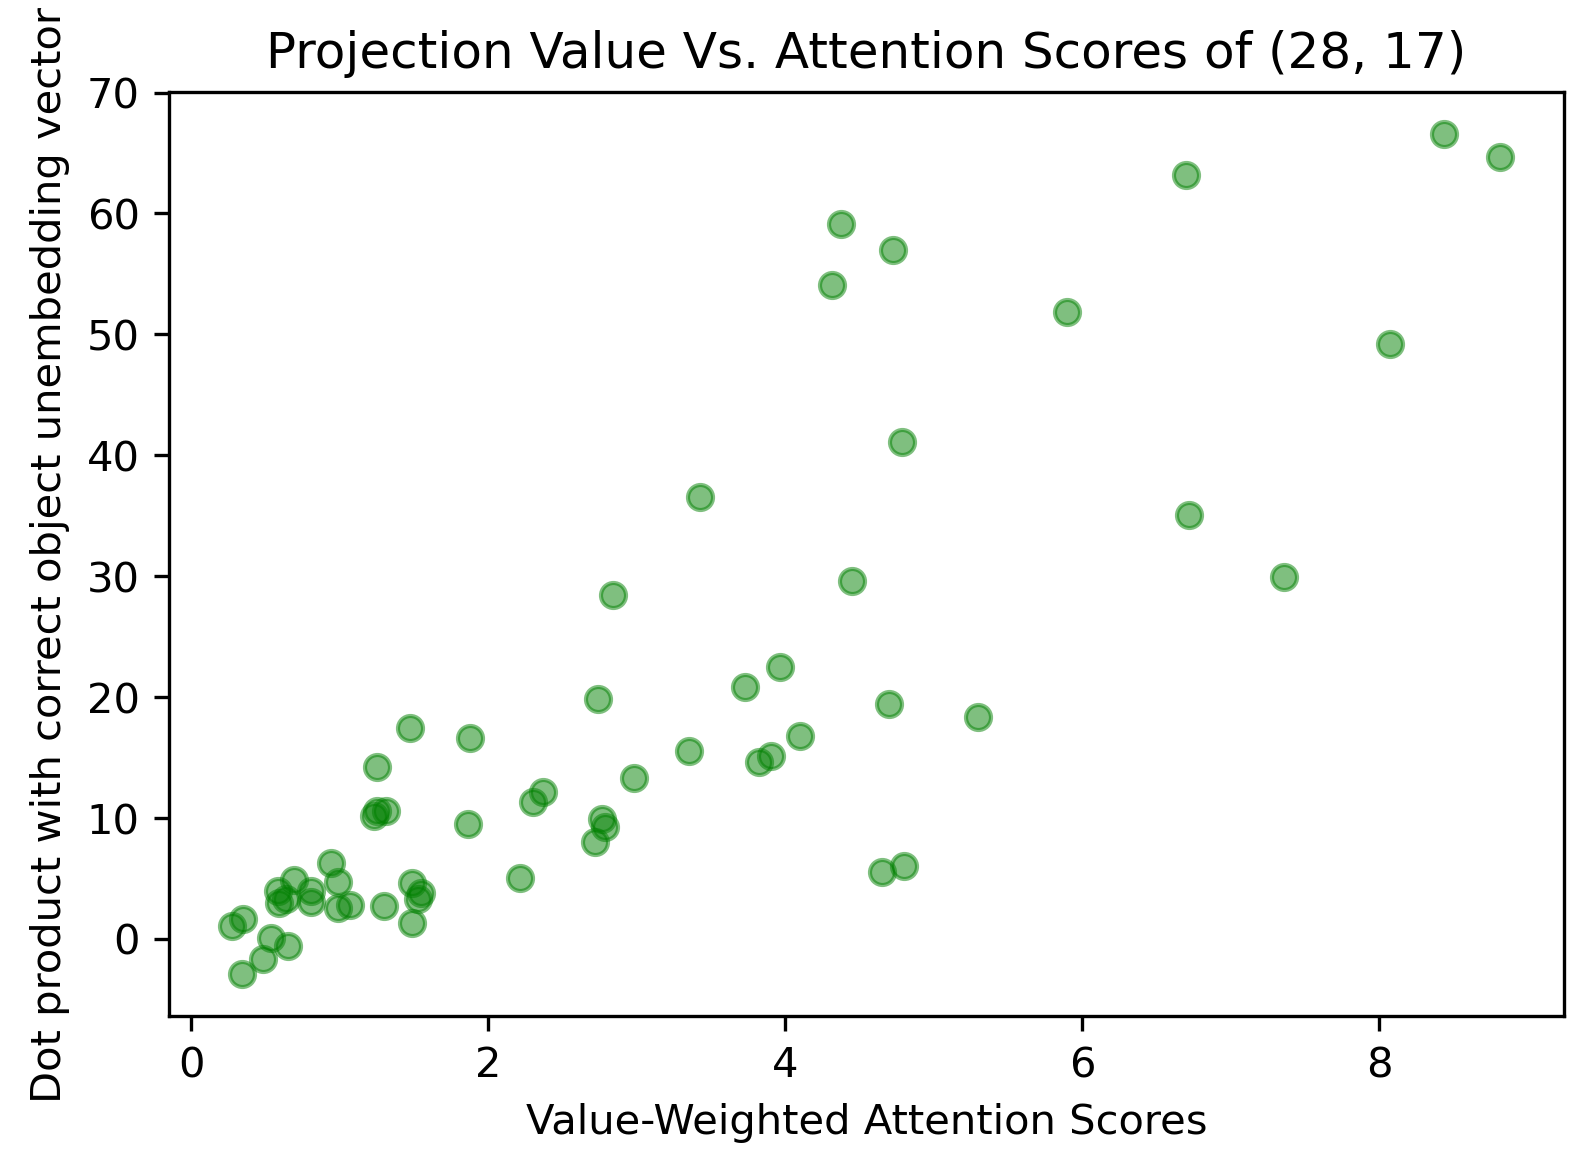 Projection Value Vs. Attention Scores of (28, 17)
Dot product with correct object unembedding vector
70
60
50
40
30
20
10
0
0 2 4 6 8
Value-Weighted Attention Scores